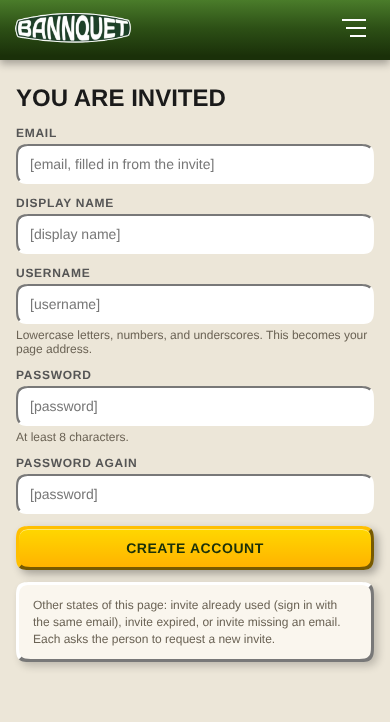 BANNQUET
YOU ARE INVITED
EMAIL
[email, filled in from the invite]
DISPLAY NAME
[display name]
USERNAME
[username]
Lowercase letters, numbers, and underscores. This becomes your
page address.
PASSWORD
[password]
At least 8 characters.
PASSWORD AGAIN
[password]
CREATE ACCOUNT
Other states of this page: invite already used (sign in with
the same email), invite expired, or invite missing an email.
Each asks the person to request a new invite.